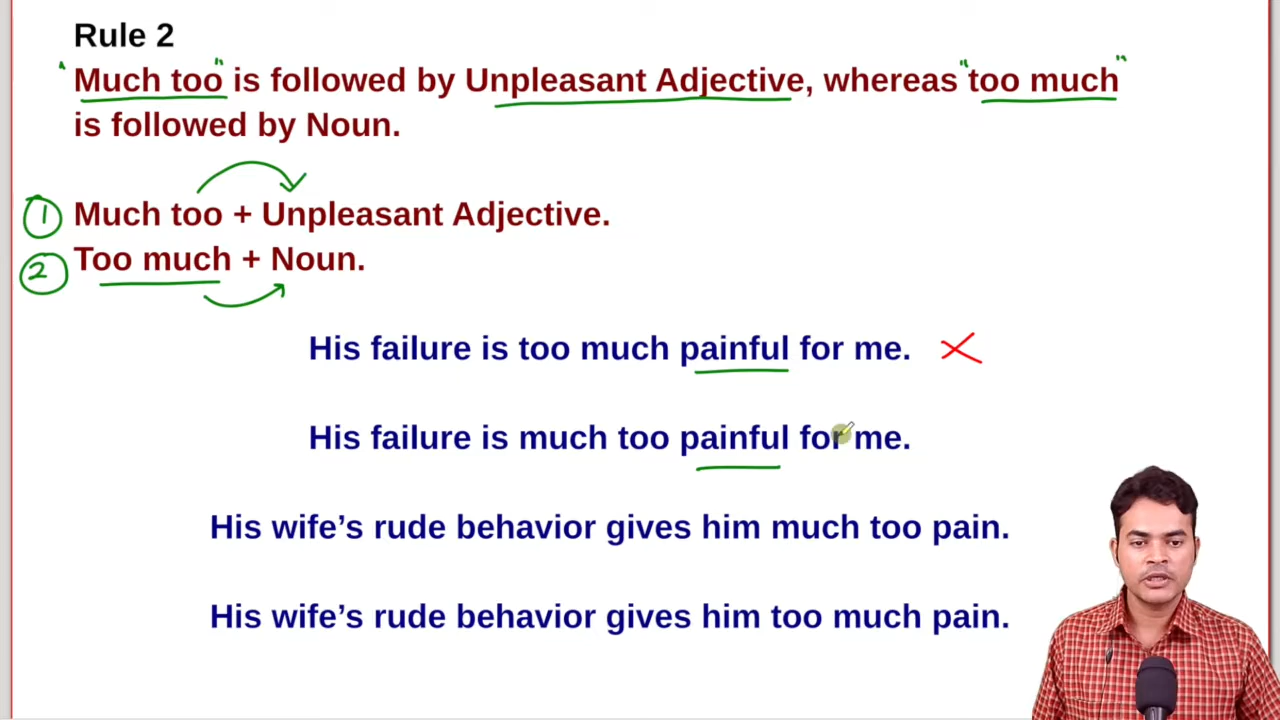 Rule 2
"Much too" is followed by Unpleasant Adjective, whereas "too much"
is followed by Noun.
1 Much too + Unpleasant Adjective.
2 Too much + Noun.
His failure is too much painful for me.
His failure is much too painful for me.
His wife’s rude behavior gives him much too pain.
His wife’s rude behavior gives him too much pain.